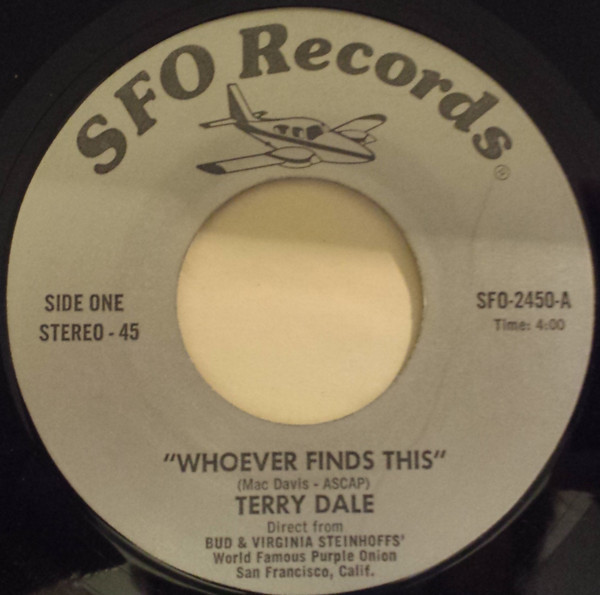 SFO Records®
SIDE ONE
STEREO - 45
SFO-2450-A
Time: 4:00
"WHOEVER FINDS THIS"
(Mac Davis - ASCAP)
TERRY DALE
Direct from
BUD & VIRGINIA STEINHOFFS'
World Famous Purple Onion
San Francisco, Calif.